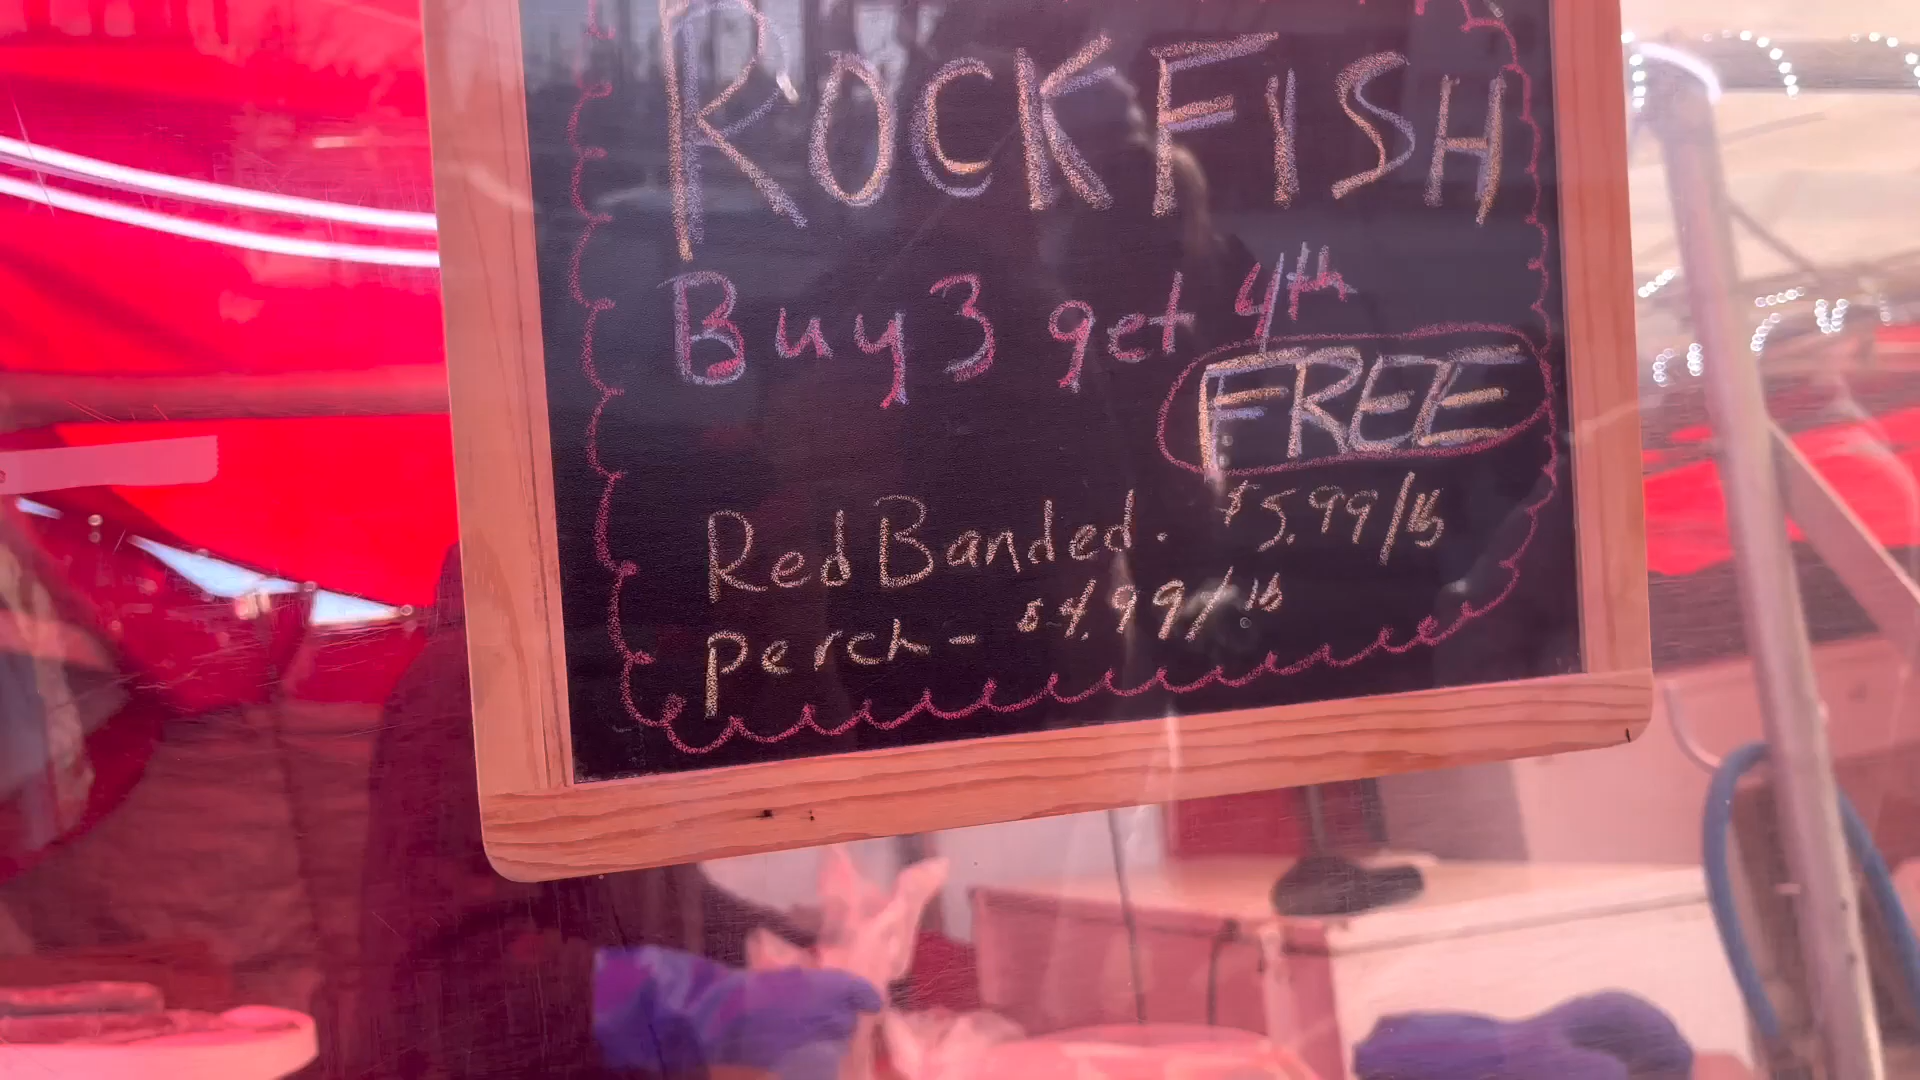 ROCKFISH
Buy 3 get 4th
FREE
Red Banded. $5.99/lb
perch - $4.99/lb